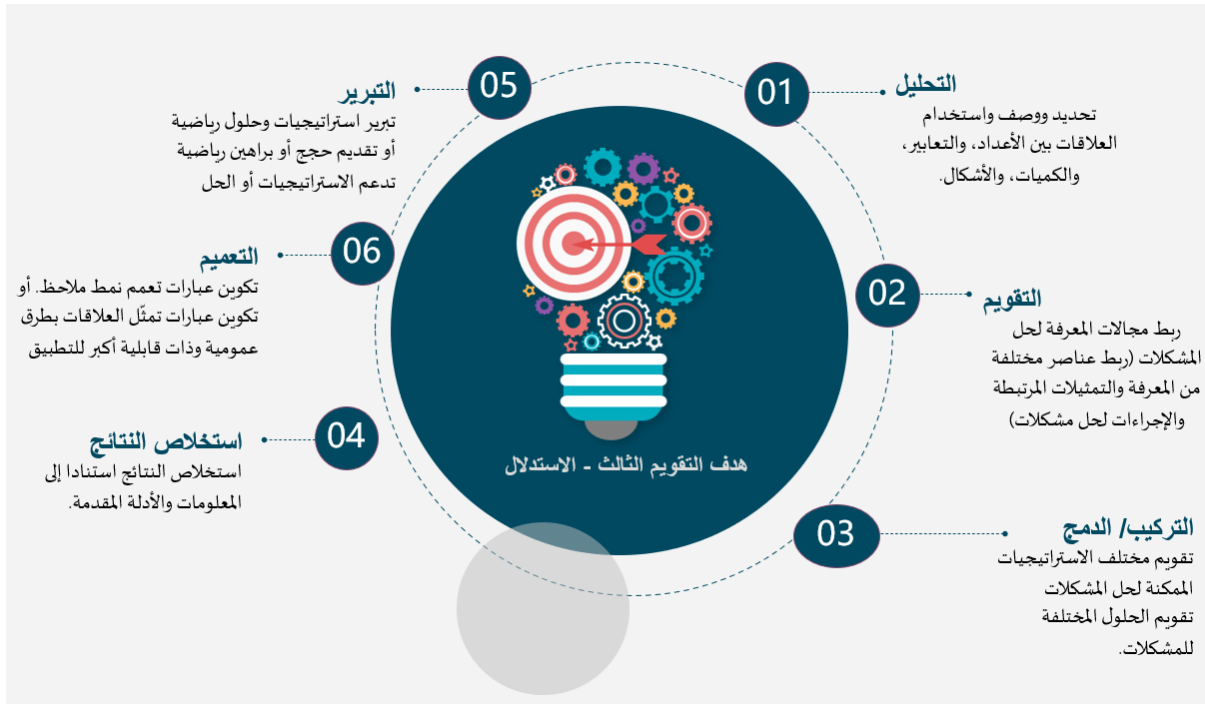 01
التحليل
تحديد ووصف واستخدام
العلاقات بين الأعداد، والتعابير،
والكميات، والأشكال.
02
التقويم
ربط مجالات المعرفة لحل
المشكلات (ربط عناصر مختلفة
من المعرفة والتمثيلات المرتبطة
والإجراءات لحل مشكلات)
03
التركيب/ الدمج
تقويم مختلف الاستراتيجيات
الممكنة لحل المشكلات
تقويم الحلول المختلفة
للمشكلات.
04
استخلاص النتائج
استخلاص النتائج استنادا إلى
المعلومات والأدلة المقدمة.
05
التبرير
تبرير استراتيجيات وحلول رياضية
أو تقديم حجج أو براهين رياضية
تدعم الاستراتيجيات أو الحل
06
التعميم
تكوين عبارات تعمم نمط ملاحظ. أو
تكوين عبارات تمثّل العلاقات بطرق
عمومية وذات قابلية أكبر للتطبيق
هدف التقويم الثالث - الاستدلال